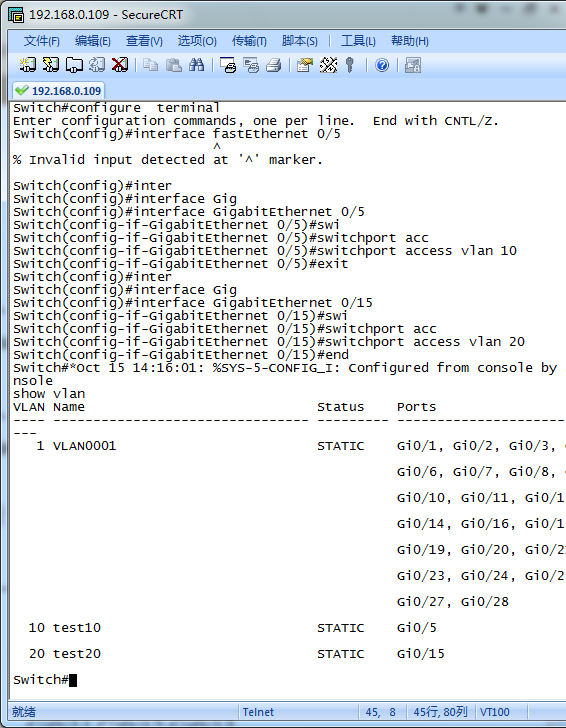 192.168.0.109 - SecureCRT
文件(F) 编辑(E) 查看(V) 选项(O) 传输(T) 脚本(S) 工具(L) 帮助(H)
192.168.0.109
Switch#configure  terminal
Enter configuration commands, one per line.  End with CNTL/Z.
Switch(config)#interface fastEthernet 0/5
^
% Invalid input detected at '^' marker.
Switch(config)#inter
Switch(config)#interface Gig
Switch(config)#interface GigabitEthernet 0/5
Switch(config-if-GigabitEthernet 0/5)#swi
Switch(config-if-GigabitEthernet 0/5)#switchport acc
Switch(config-if-GigabitEthernet 0/5)#switchport access vlan 10
Switch(config-if-GigabitEthernet 0/5)#exit
Switch(config)#inter
Switch(config)#interface Gig
Switch(config)#interface GigabitEthernet 0/15
Switch(config-if-GigabitEthernet 0/15)#swi
Switch(config-if-GigabitEthernet 0/15)#switchport acc
Switch(config-if-GigabitEthernet 0/15)#switchport access vlan 20
Switch(config-if-GigabitEthernet 0/15)#end
Switch#*Oct 15 14:16:01: %SYS-5-CONFIG_I: Configured from console by
nsole
show vlan
VLAN Name                             Status    Ports
---- -------------------------------- --------- ---------------------
---
1 VLAN0001                         STATIC    Gi0/1, Gi0/2, Gi0/3,
Gi0/6, Gi0/7, Gi0/8,
Gi0/10, Gi0/11, Gi0/1
Gi0/14, Gi0/16, Gi0/1
Gi0/19, Gi0/20, Gi0/2
Gi0/23, Gi0/24, Gi0/2
Gi0/27, Gi0/28
10 test10                           STATIC    Gi0/5
20 test20                           STATIC    Gi0/15
Switch#
就绪 Telnet 45, 8 45行, 80列 VT100